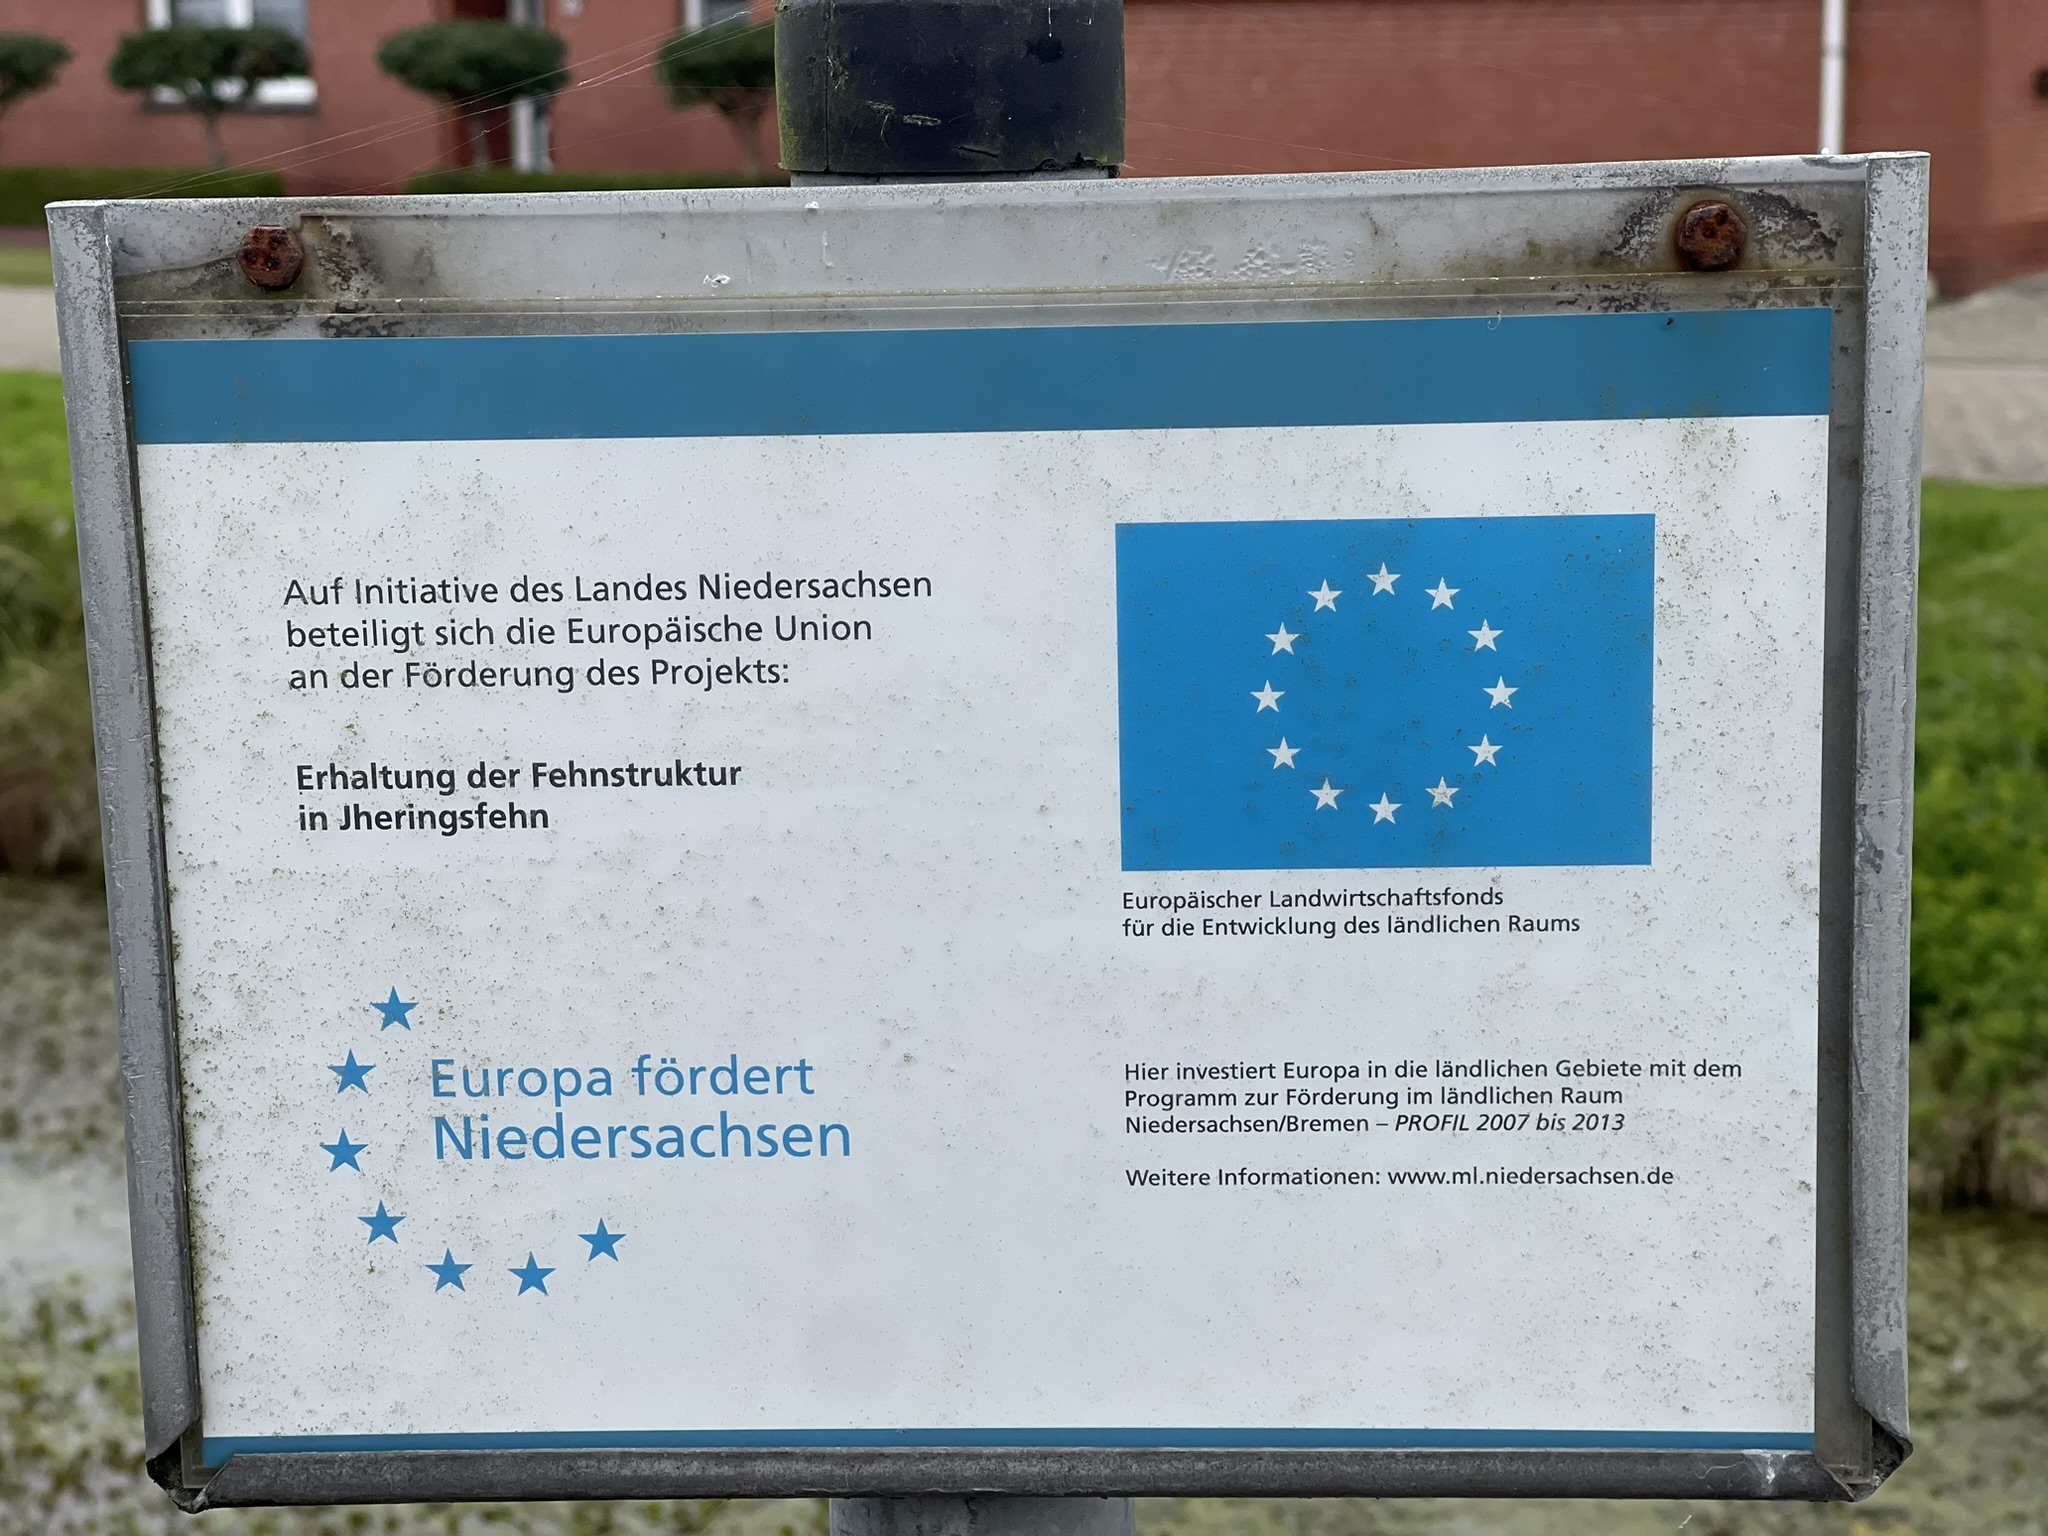 Auf Initiative des Landes Niedersachsen
beteiligt sich die Europäische Union
an der Förderung des Projekts:
Erhaltung der Fehnstruktur
in Jheringsfehn
Europa fördert
Niedersachsen
Europäischer Landwirtschaftsfonds
für die Entwicklung des ländlichen Raums
Hier investiert Europa in die ländlichen Gebiete mit dem
Programm zur Förderung im ländlichen Raum
Niedersachsen/Bremen – PROFIL 2007 bis 2013
Weitere Informationen: www.ml.niedersachsen.de